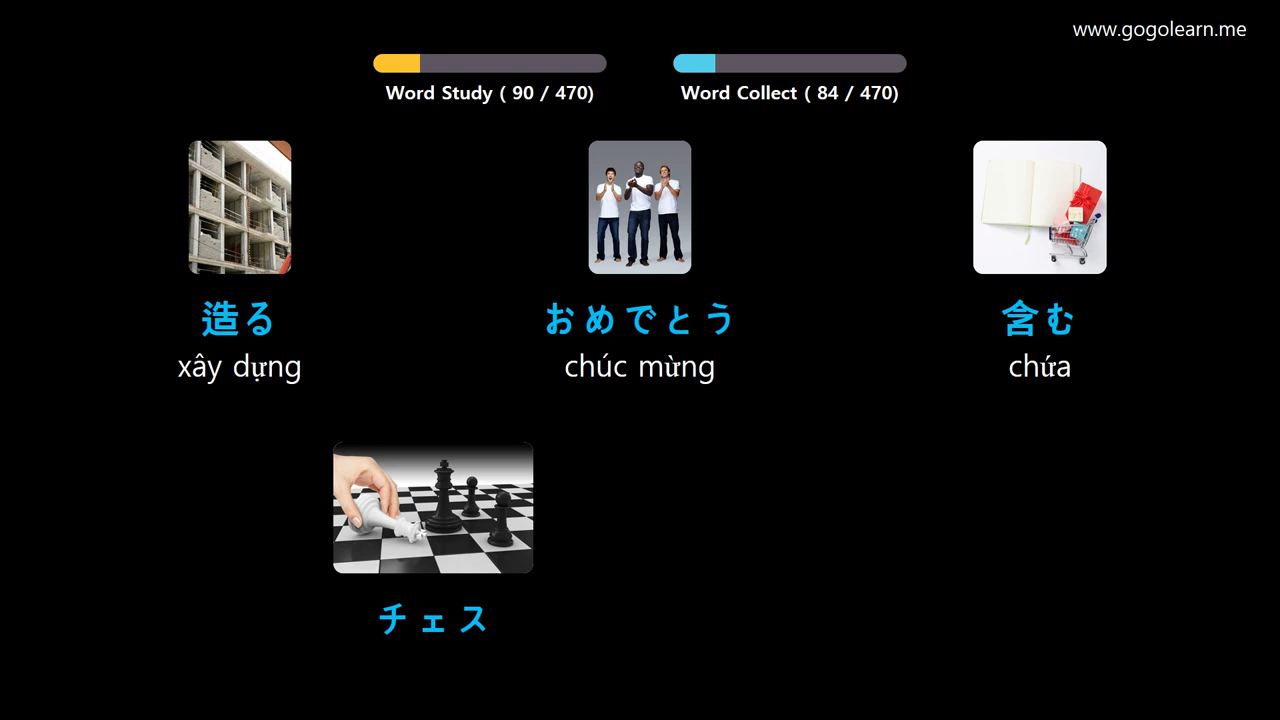 www.gogolearn.me
Word Study ( 90 / 470)
Word Collect ( 84 / 470)
造る
おめでとう
含む
xây dựng
chúc mừng
chứa
チェス